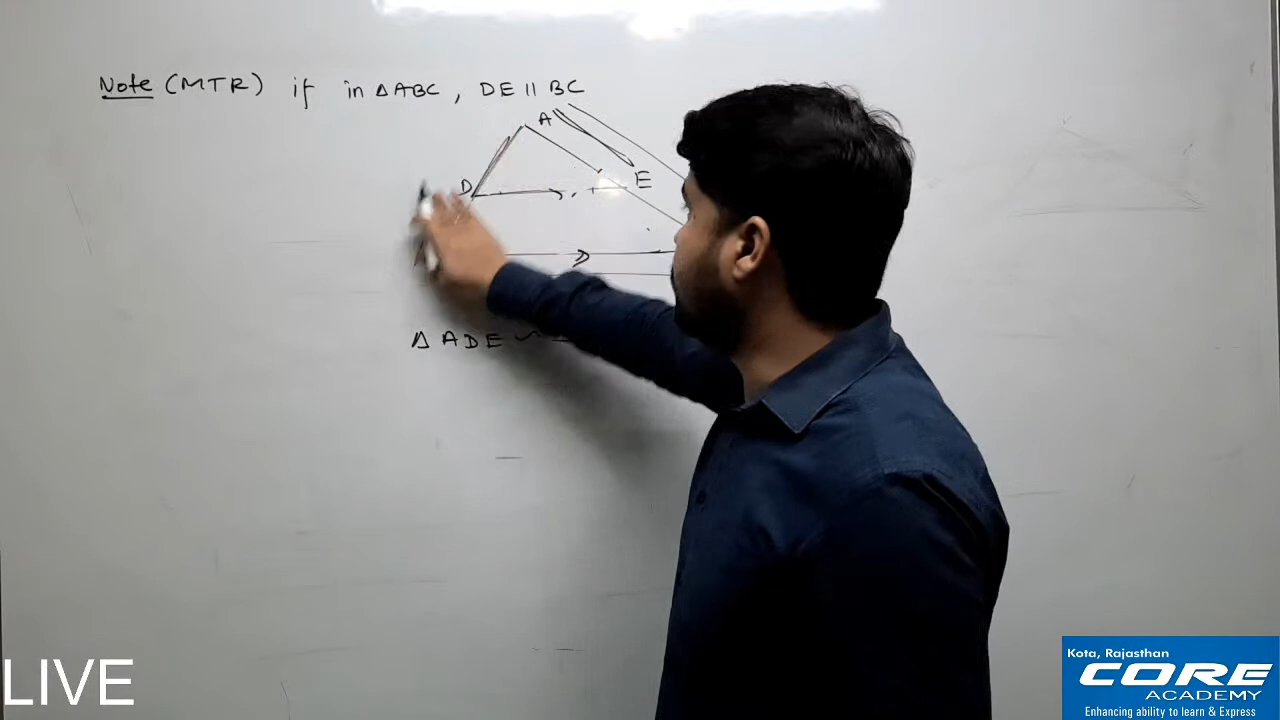 Note (MTR) if in △ABC, DE || BC
A
D
E
△ ADE ~
LIVE
Kota, Rajasthan
CORE
ACADEMY
Enhancing ability to learn & Express